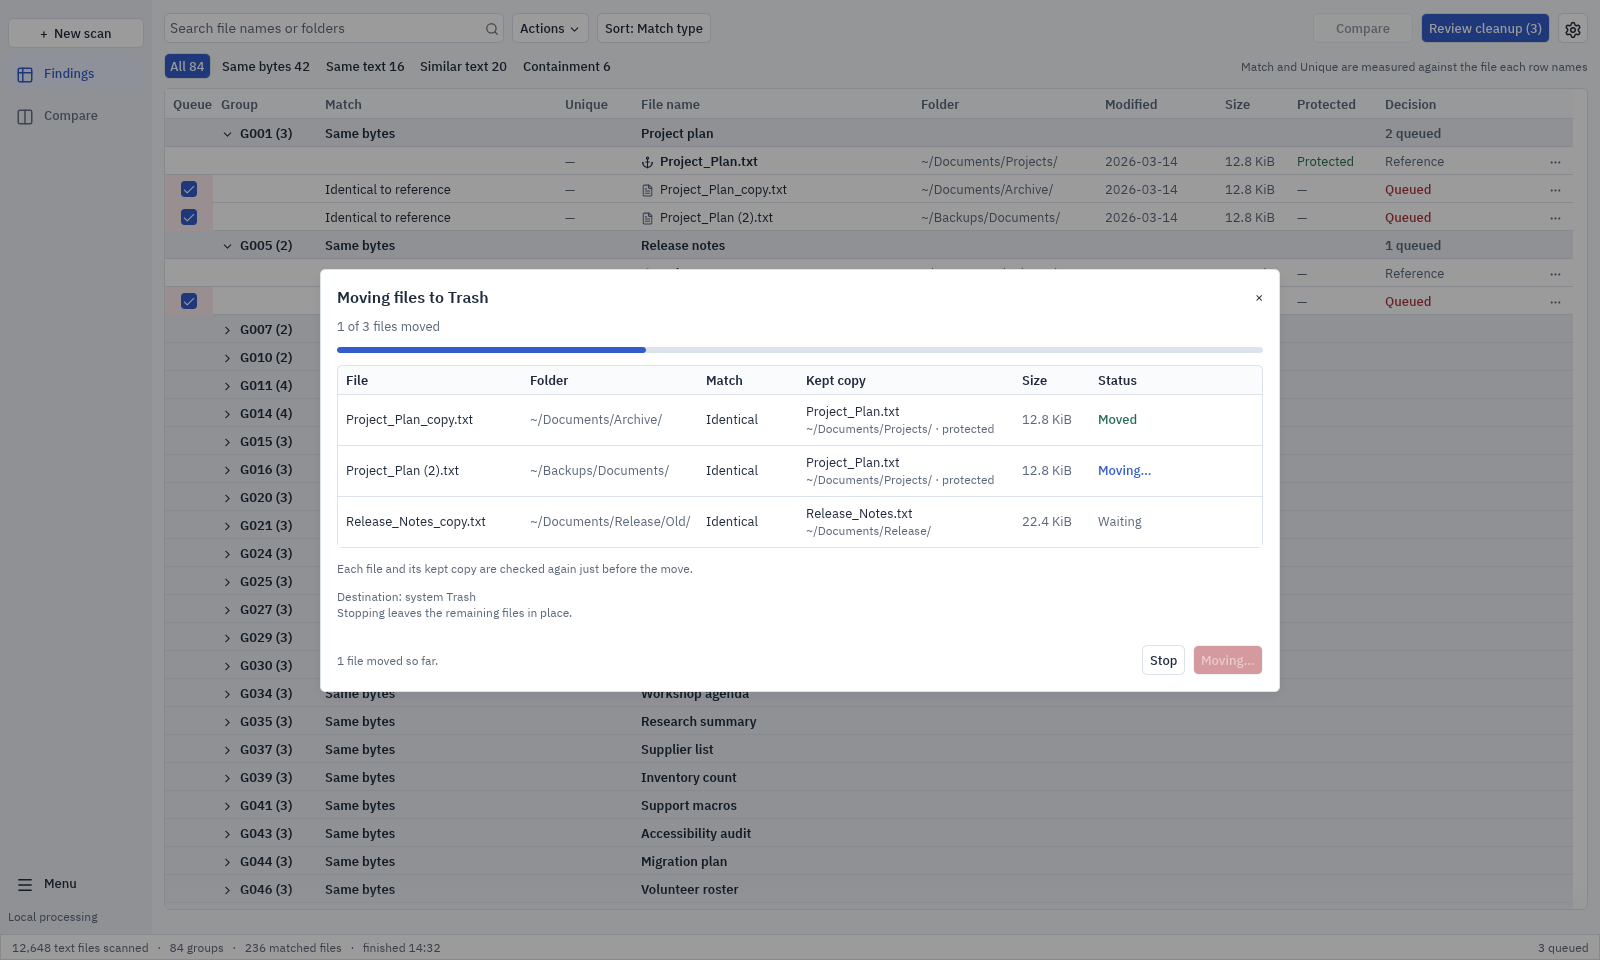 + New scan
Findings
Compare
Menu
Local processing
Search file names or folders
Actions
Sort: Match type
Compare
Review cleanup (3)
All 84
Same bytes 42
Same text 16
Similar text 20
Containment 6
Match and Unique are measured against the file each row names
Queue Group Match Unique File name Folder Modified Size Protected Decision
G001 (3) Same bytes Project plan 2 queued
— Project_Plan.txt ~/Documents/Projects/ 2026-03-14 12.8 KiB Protected Reference ···
Identical to reference — Project_Plan_copy.txt ~/Documents/Archive/ 2026-03-14 12.8 KiB — Queued ···
Identical to reference — Project_Plan (2).txt ~/Backups/Documents/ 2026-03-14 12.8 KiB — Queued ···
G005 (2) Same bytes Release notes 1 queued
— Reference ···
— Queued ···
G007 (2)
G010 (2)
G011 (4)
G014 (4)
G015 (3)
G016 (3)
G020 (3)
G021 (3)
G024 (3)
G025 (3)
G027 (3)
G029 (3)
G030 (3)
G034 (3) Same bytes Workshop agenda
G035 (3) Same bytes Research summary
G037 (3) Same bytes Supplier list
G039 (3) Same bytes Inventory count
G041 (3) Same bytes Support macros
G043 (3) Same bytes Accessibility audit
G044 (3) Same bytes Migration plan
G046 (3) Same bytes Volunteer roster
Moving files to Trash ×
1 of 3 files moved
File Folder Match Kept copy Size Status
Project_Plan_copy.txt ~/Documents/Archive/ Identical Project_Plan.txt 12.8 KiB Moved
~/Documents/Projects/ · protected
Project_Plan (2).txt ~/Backups/Documents/ Identical Project_Plan.txt 12.8 KiB Moving...
~/Documents/Projects/ · protected
Release_Notes_copy.txt ~/Documents/Release/Old/ Identical Release_Notes.txt 22.4 KiB Waiting
~/Documents/Release/
Each file and its kept copy are checked again just before the move.
Destination: system Trash
Stopping leaves the remaining files in place.
1 file moved so far.
Stop
Moving...
12,648 text files scanned · 84 groups · 236 matched files · finished 14:32
3 queued